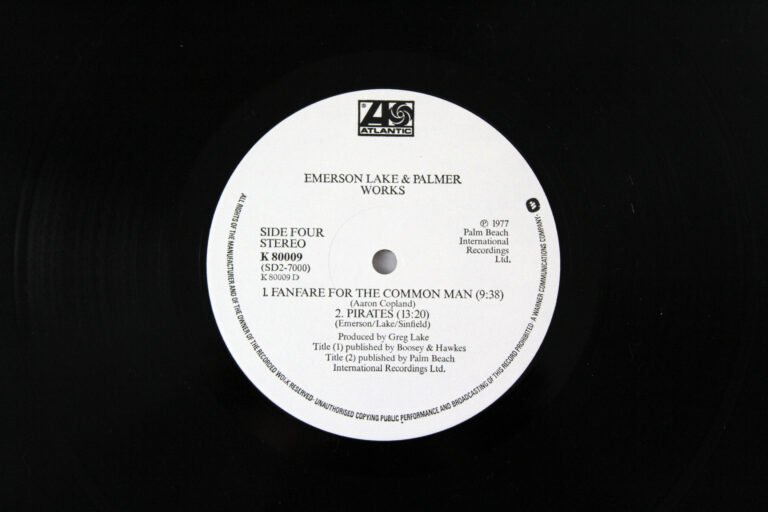 ATLANTIC
EMERSON LAKE & PALMER
WORKS
SIDE FOUR
STEREO
K 80009
(SD2-7000)
K 80009 D
℗ 1977
Palm Beach
International
Recordings
Ltd.
1. FANFARE FOR THE COMMON MAN (9:38)
(Aaron Copland)
2. PIRATES (13:20)
(Emerson/Lake/Sinfield)
Produced by Greg Lake
Title (1) published by Boosey & Hawkes
Title (2) published by Palm Beach
International Recordings Ltd.
ALL RIGHTS OF THE MANUFACTURER AND OF THE OWNER OF THE RECORDED WORK RESERVED· UNAUTHORISED COPYING PUBLIC PERFORMANCE AND BROADCASTING OF THIS RECORD PROHIBITED· A WARNER COMMUNICATIONS COMPANY·